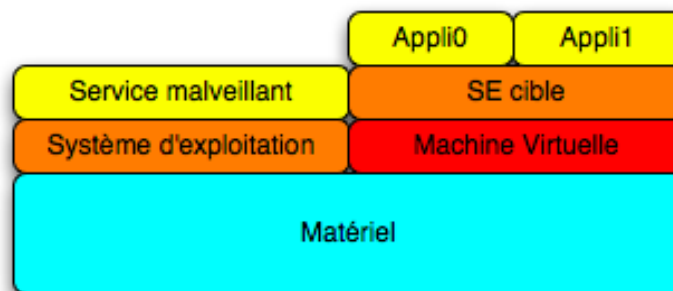 Appli0 Appli1
Service malveillant SE cible
Système d'exploitation Machine Virtuelle
Matériel